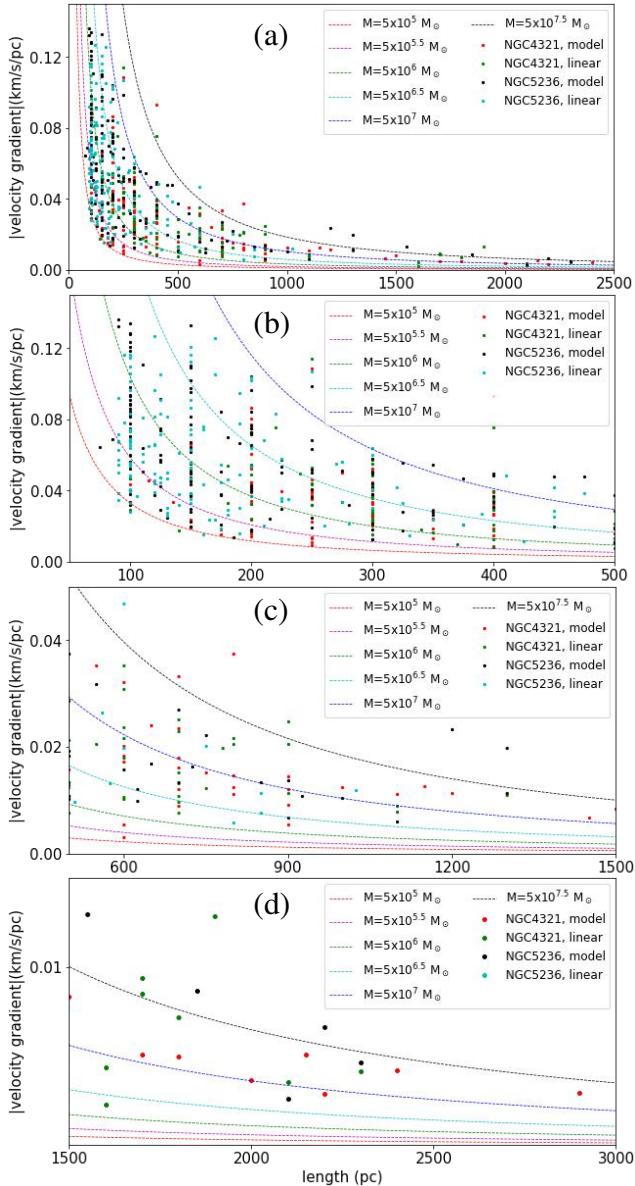 (a)
|velocity gradient|(km/s/pc)
0.12
0.08
0.04
0.00
M=5x10^5 M☉
M=5x10^5.5 M☉
M=5x10^6 M☉
M=5x10^6.5 M☉
M=5x10^7 M☉
M=5x10^7.5 M☉
NGC4321, model
NGC4321, linear
NGC5236, model
NGC5236, linear
0 500 1000 1500 2000 2500
(b)
|velocity gradient|(km/s/pc)
0.12
0.08
0.04
0.00
M=5x10^5 M☉
M=5x10^5.5 M☉
M=5x10^6 M☉
M=5x10^6.5 M☉
M=5x10^7 M☉
NGC4321, model
NGC4321, linear
NGC5236, model
NGC5236, linear
100 200 300 400 500
(c)
|velocity gradient|(km/s/pc)
0.04
0.02
0.00
M=5x10^5 M☉
M=5x10^5.5 M☉
M=5x10^6 M☉
M=5x10^6.5 M☉
M=5x10^7 M☉
M=5x10^7.5 M☉
NGC4321, model
NGC4321, linear
NGC5236, model
NGC5236, linear
600 900 1200 1500
(d)
|velocity gradient|(km/s/pc)
0.01
M=5x10^5 M☉
M=5x10^5.5 M☉
M=5x10^6 M☉
M=5x10^6.5 M☉
M=5x10^7 M☉
M=5x10^7.5 M☉
NGC4321, model
NGC4321, linear
NGC5236, model
NGC5236, linear
1500 2000 2500 3000
length (pc)